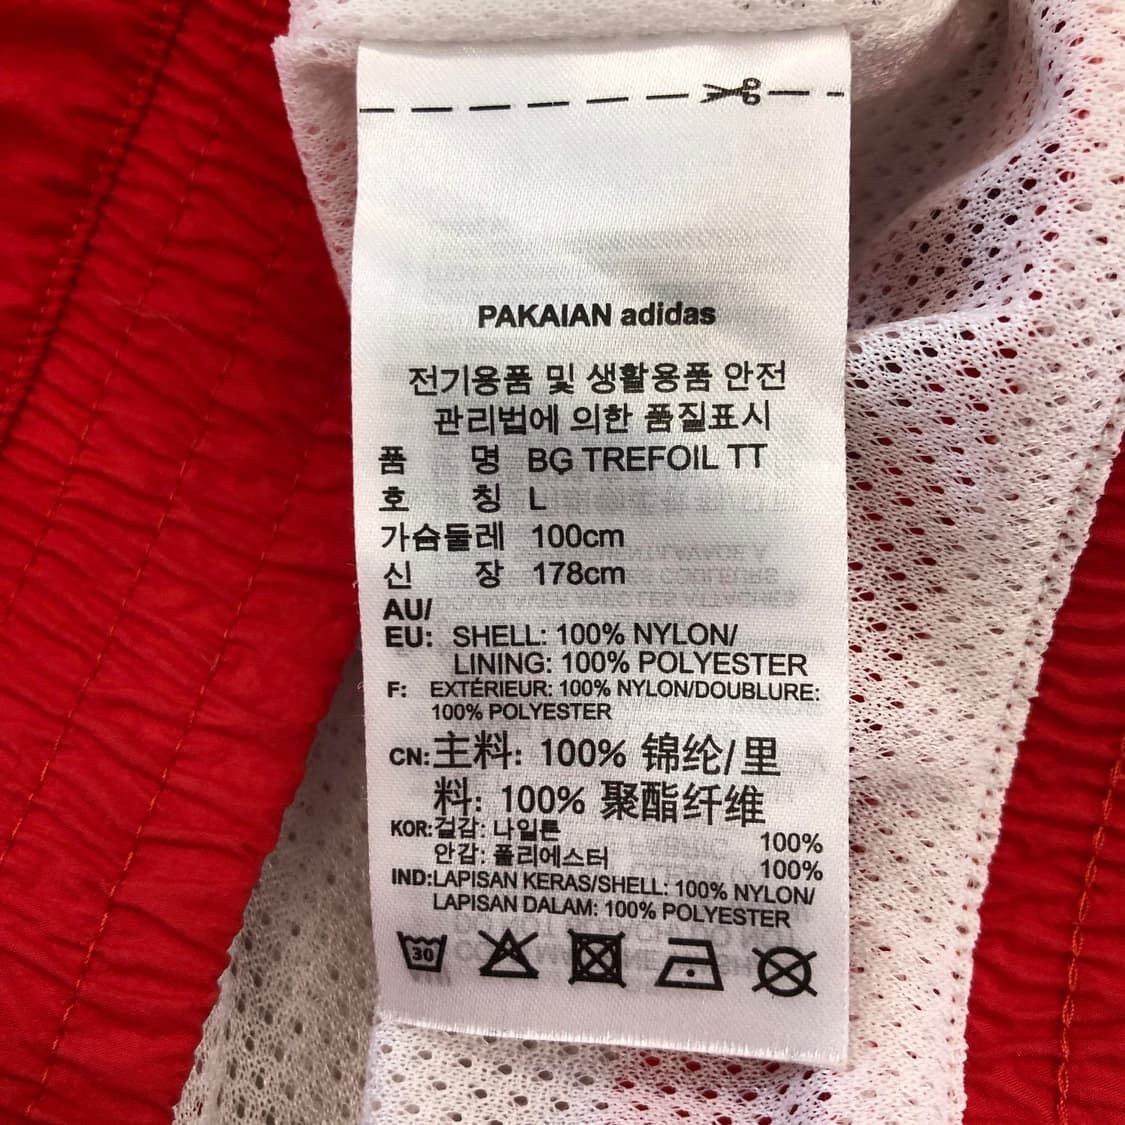 PAKAIAN adidas
전기용품 및 생활용품 안전
관리법에 의한 품질표시
품 명 BG TREFOIL TT
호 칭 L
가슴둘레 100cm
신 장 178cm
AU/
EU: SHELL: 100% NYLON/
LINING: 100% POLYESTER
F: EXTÉRIEUR: 100% NYLON/DOUBLURE:
100% POLYESTER
CN:主料: 100% 锦纶/里
料: 100% 聚酯纤维
KOR:겉감: 나일론 100%
안감: 폴리에스터 100%
IND:LAPISAN KERAS/SHELL: 100% NYLON/
LAPISAN DALAM: 100% POLYESTER
30